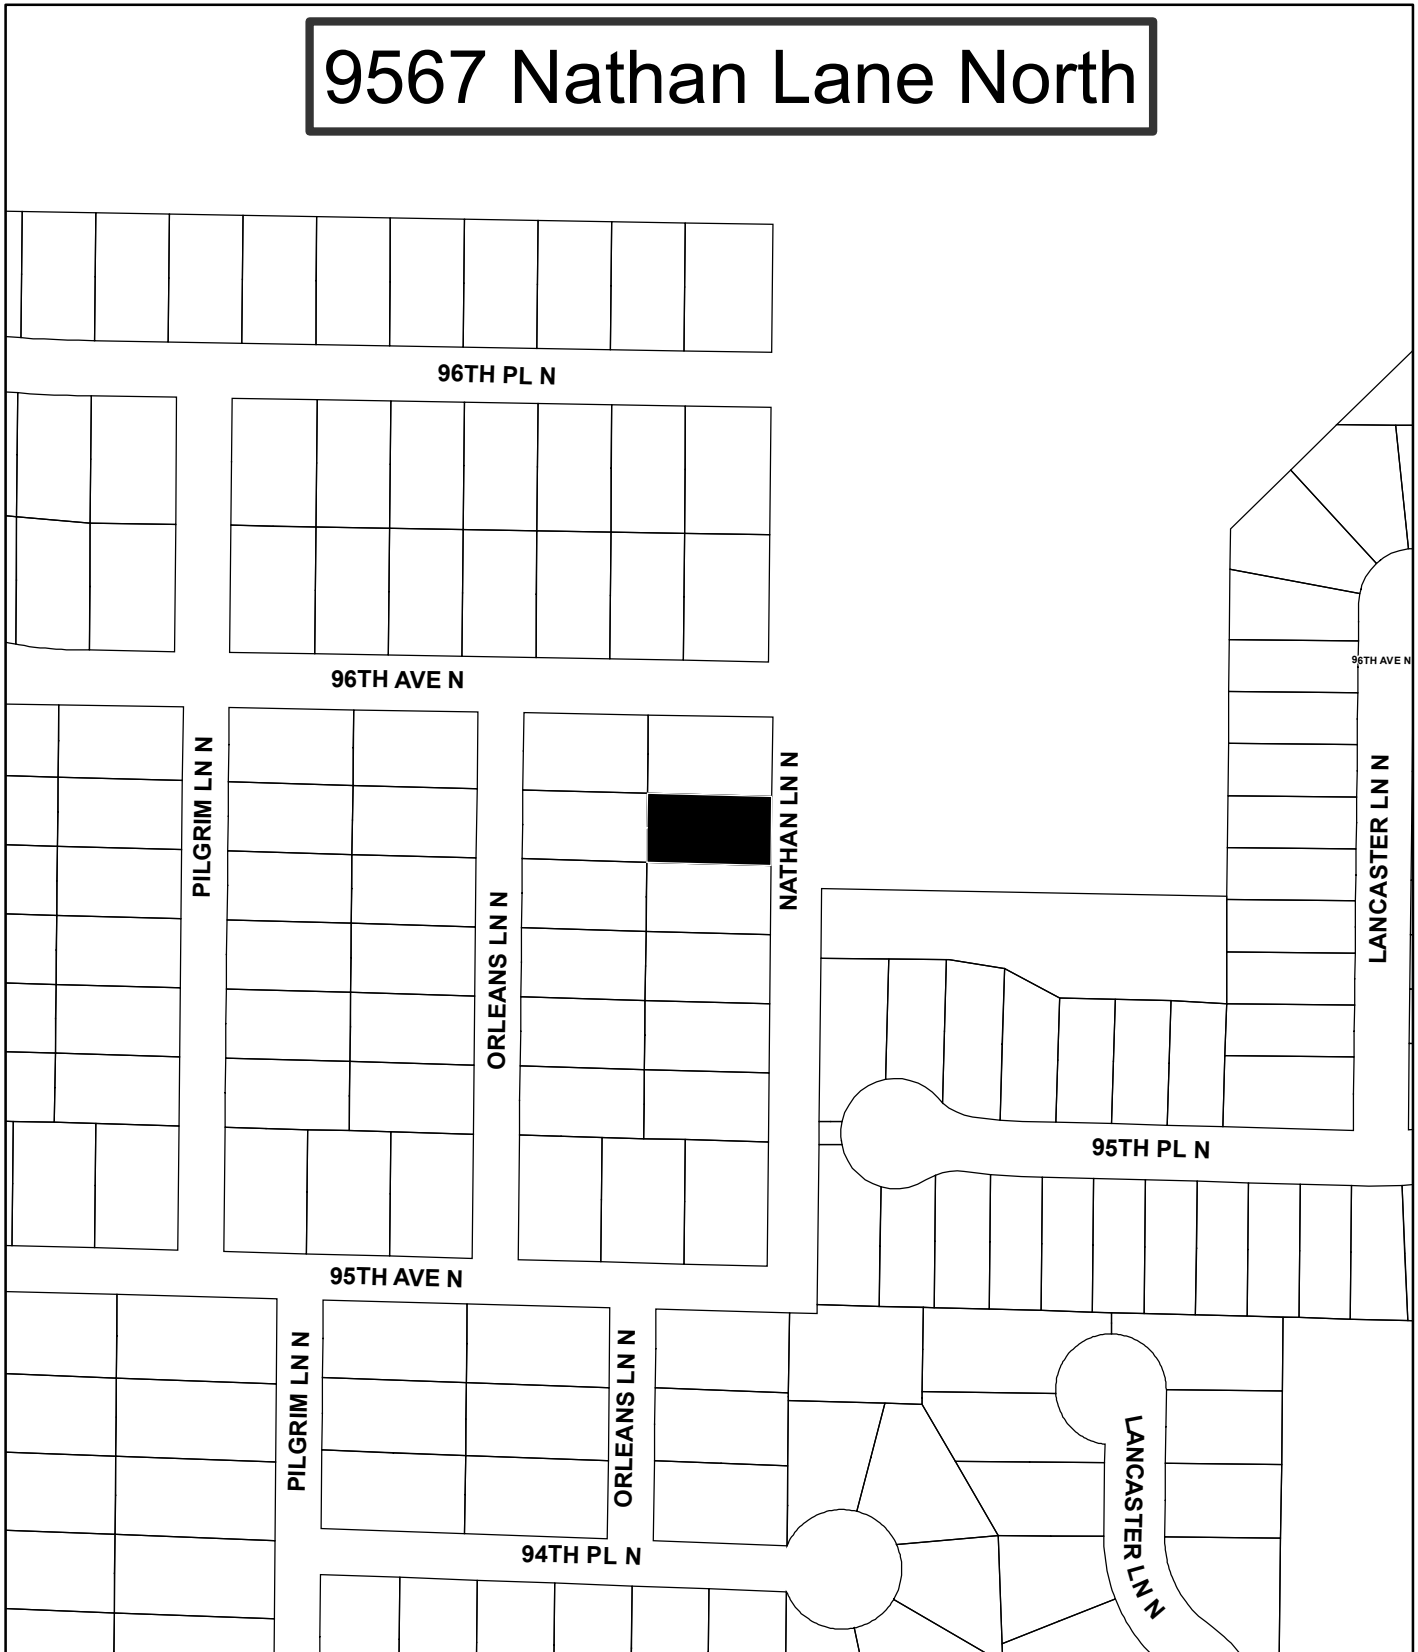 9567 Nathan Lane North
96TH PL N
96TH AVE N
96TH AVE N
PILGRIM LN N
NATHAN LN N
LANCASTER LN N
ORLEANS LN N
95TH PL N
95TH AVE N
PILGRIM LN N
ORLEANS LN N
LANCASTER LN N
94TH PL N